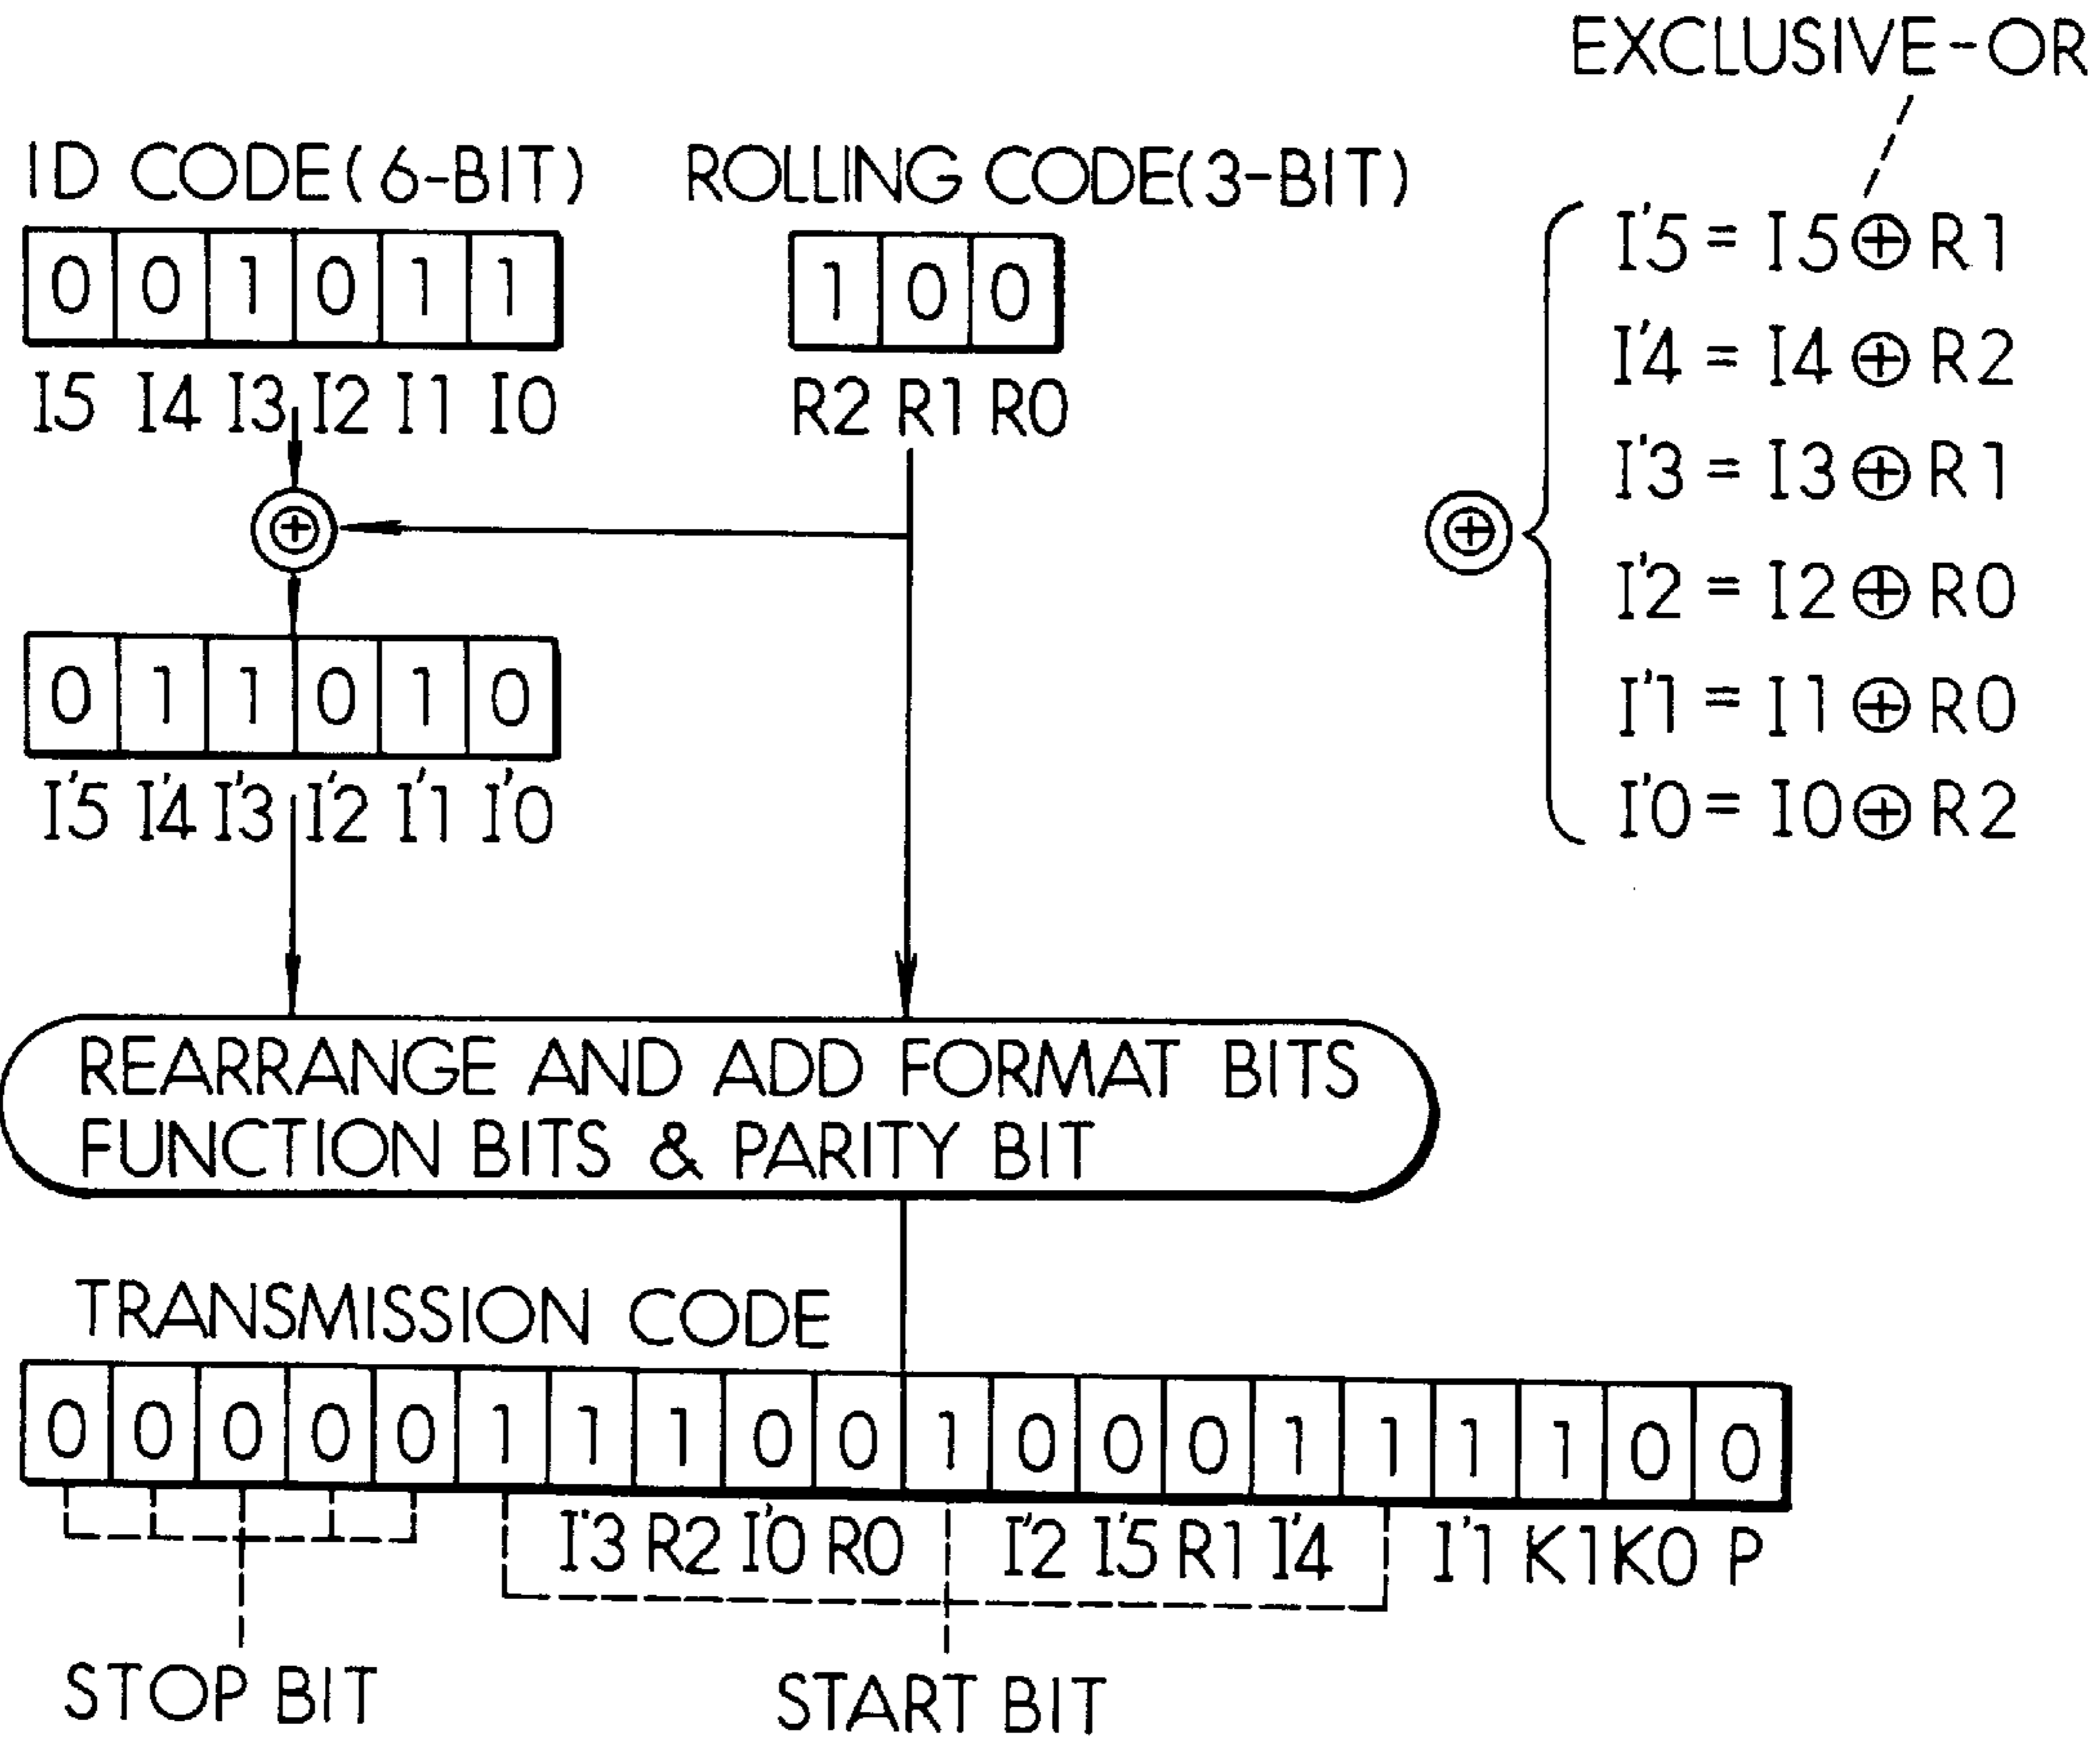 EXCLUSIVE-OR
ID CODE(6-BIT) ROLLING CODE(3-BIT)
0 0 1 0 1 1
1 0 0
I5 I4 I3 I2 I1 I0
R2 R1 R0
I'5 = I5⊕R1
I'4 = I4⊕R2
I'3 = I3⊕R1
I'2 = I2⊕R0
I'1 = I1⊕R0
I'0 = I0⊕R2
0 1 1 0 1 0
I'5 I'4 I'3 I'2 I'1 I'0
REARRANGE AND ADD FORMAT BITS
FUNCTION BITS & PARITY BIT
TRANSMISSION CODE
0 0 0 0 0 1 1 1 0 0 1 0 0 0 1 1 1 1 0 0
I'3 R2 I'0 R0 I'2 I'5 R1 I'4 I'1 K1 K0 P
STOP BIT
START BIT